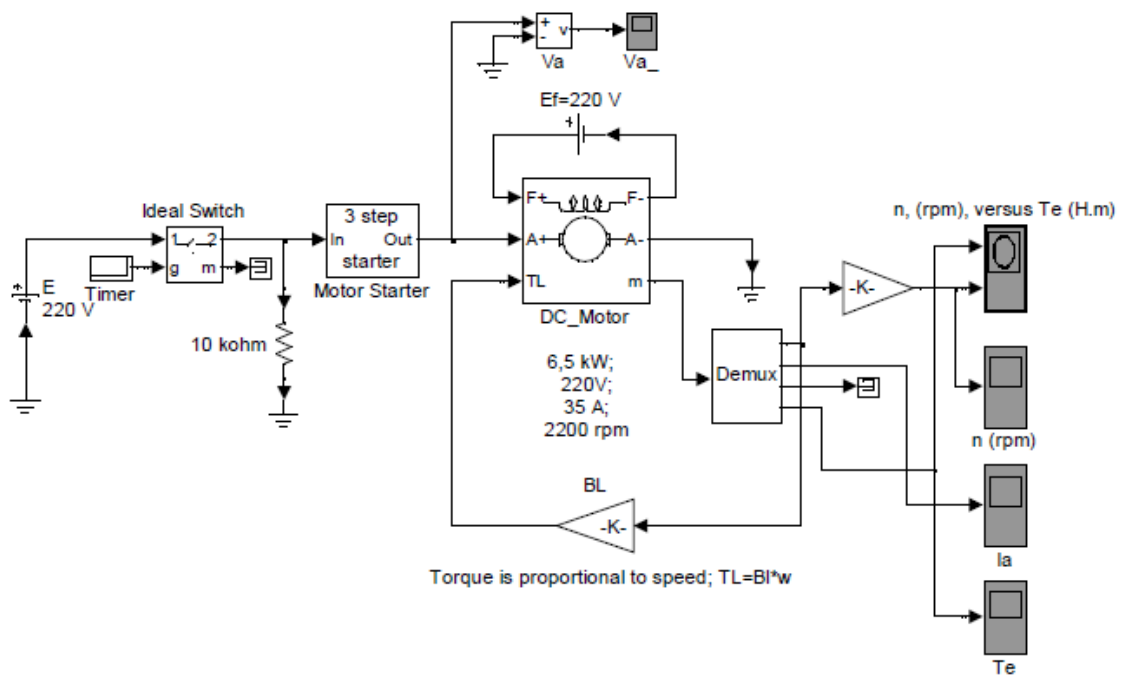 +
-
v
Va
Va_
Ef=220 V
+
F+
F-
A+
A-
TL
m
DC_Motor
6,5 kW;
220V;
35 A;
2200 rpm
Ideal Switch
1
2
g
m
Timer
+
E
220 V
10 kohm
3 step
In
Out
starter
Motor Starter
n, (rpm), versus Te (H.m)
-K-
Demux
n (rpm)
BL
-K-
Ia
Torque is proportional to speed; TL=Bl*w
Te